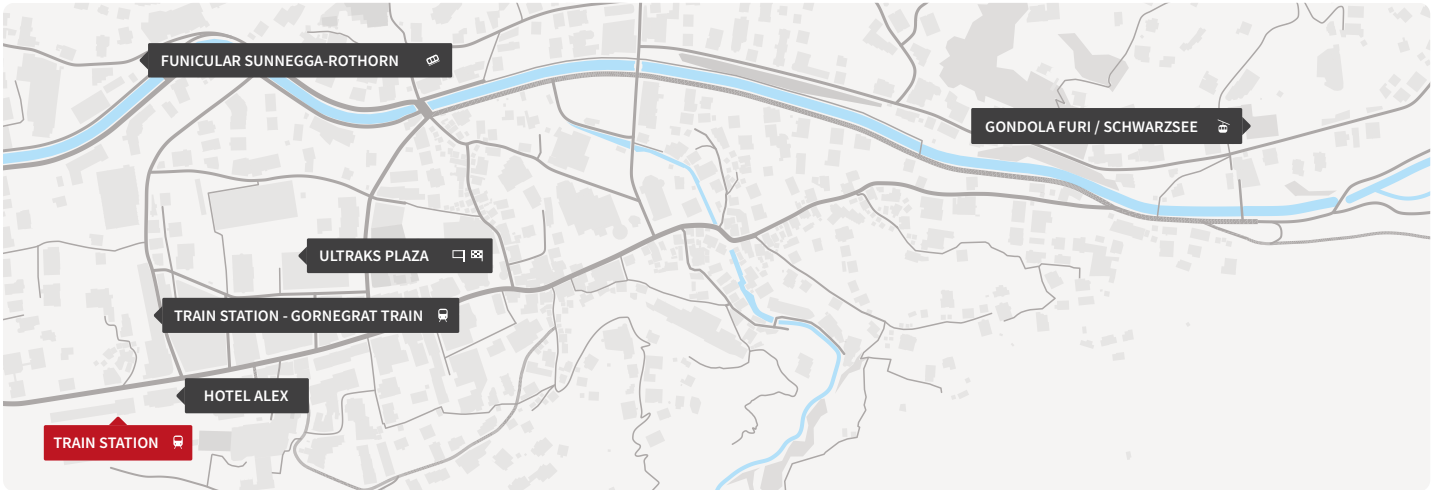 FUNICULAR SUNNEGGA-ROTHORN
GONDOLA FURI / SCHWARZSEE
ULTRAKS PLAZA
TRAIN STATION - GORNEGRAT TRAIN
HOTEL ALEX
TRAIN STATION